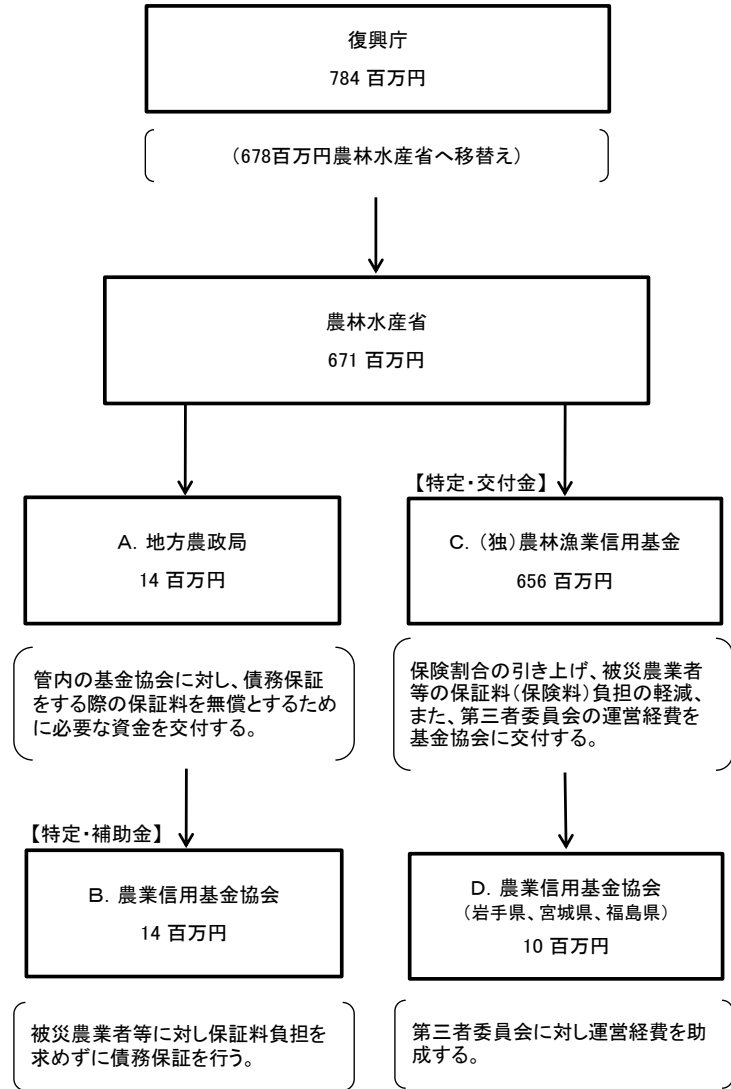 復興庁
784 百万円
(678百万円農林水産省へ移替え)
農林水産省
671 百万円
【特定・交付金】
A. 地方農政局
14 百万円
C. (独)農林漁業信用基金
656 百万円
管内の基金協会に対し、債務保証
をする際の保証料を無償とするため
に必要な資金を交付する。
保険割合の引き上げ、被災農業者
等の保証料(保険料)負担の軽減、
また、第三者委員会の運営経費を
基金協会に交付する。
【特定・補助金】
B. 農業信用基金協会
14 百万円
D. 農業信用基金協会
(岩手県、宮城県、福島県)
10 百万円
被災農業者等に対し保証料負担を
求めずに債務保証を行う。
第三者委員会に対し運営経費を助
成する。